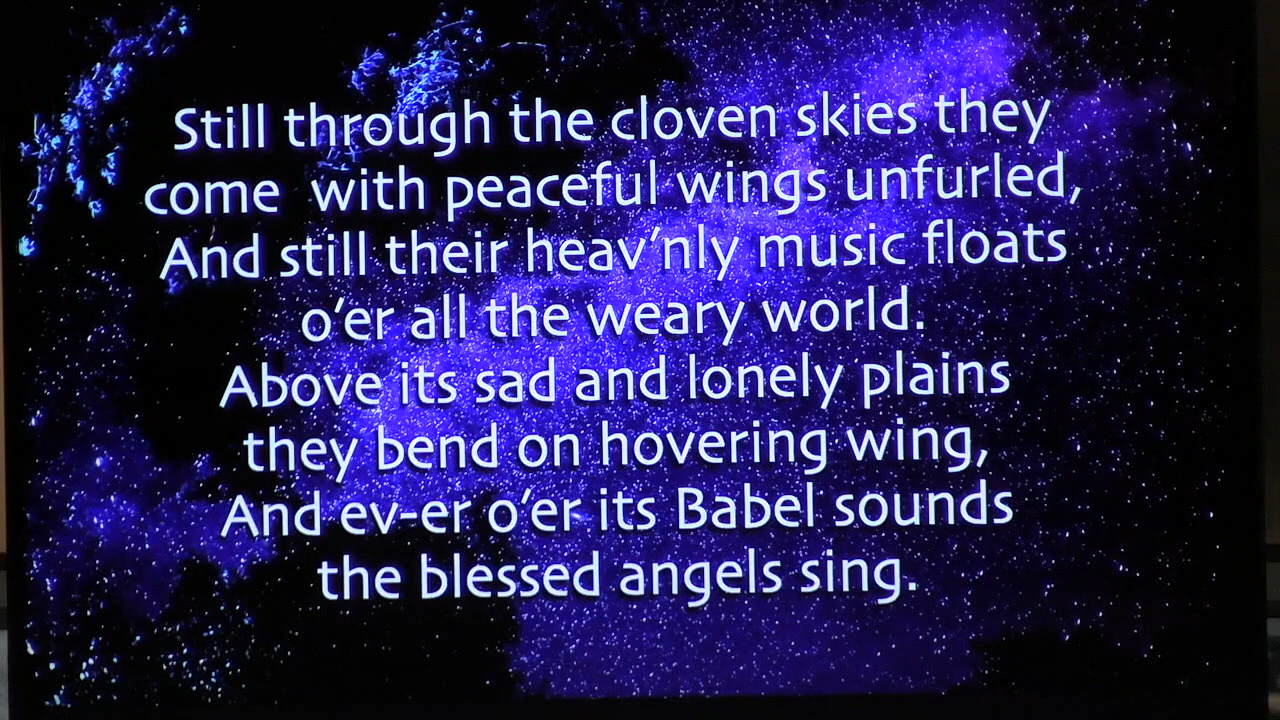 Still through the cloven skies they
come with peaceful wings unfurled,
And still their heav'nly music floats
o'er all the weary world.
Above its sad and lonely plains
they bend on hovering wing,
And ev-er o'er its Babel sounds
the blessed angels sing.